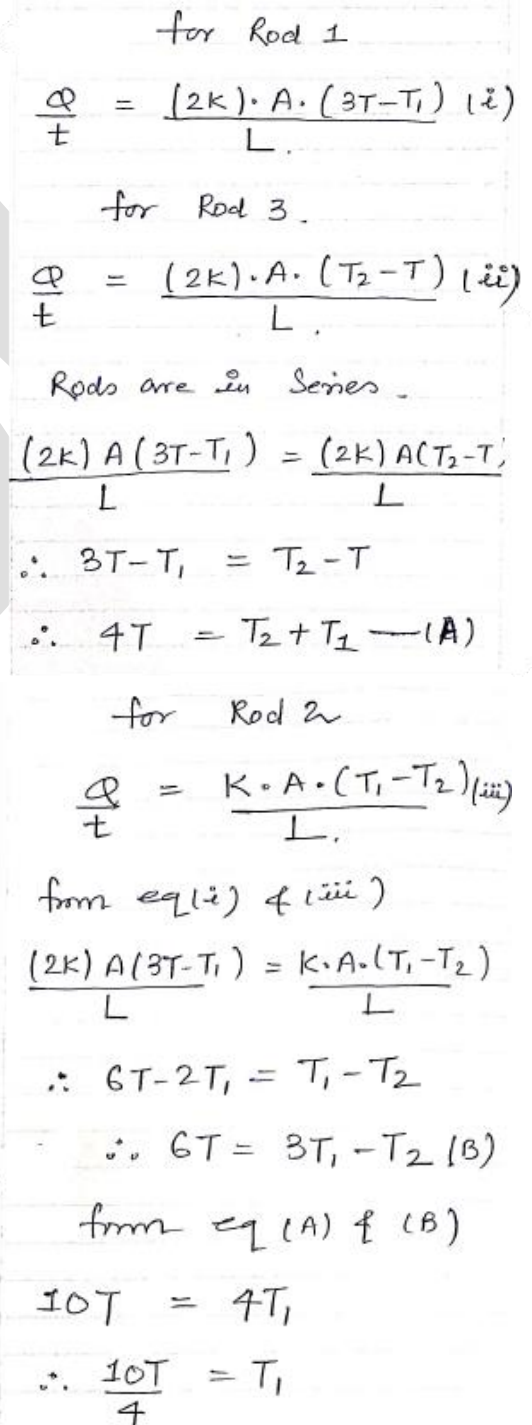 for Rod 1
Q/t = (2K). A. (3T-T₁) / L. (i)
for Rod 3.
Q/t = (2K). A. (T₂-T) / L. (ii)
Rods are in Series.
(2K) A (3T-T₁) / L = (2K) A(T₂-T) / L
∴ 3T-T₁ = T₂-T
∴ 4T = T₂+T₁ —(A)
for Rod 2
Q/t = K. A. (T₁-T₂) / L. (iii)
from eq(i) & (iii)
(2K) A(3T-T₁) / L = K.A.(T₁-T₂) / L
∴ 6T-2T₁ = T₁-T₂
∴ 6T = 3T₁-T₂ (B)
from eq (A) & (B)
10T = 4T₁
∴ 10T/4 = T₁